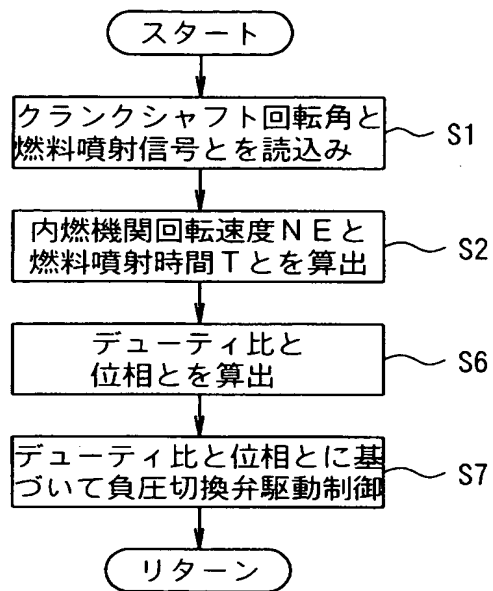 スタート
クランクシャフト回転角と
燃料噴射信号とを読込み
S1
内燃機関回転速度NEと
燃料噴射時間Tとを算出
S2
デューティ比と
位相とを算出
S6
デューティ比と位相とに基
づいて負圧切換弁駆動制御
S7
リターン